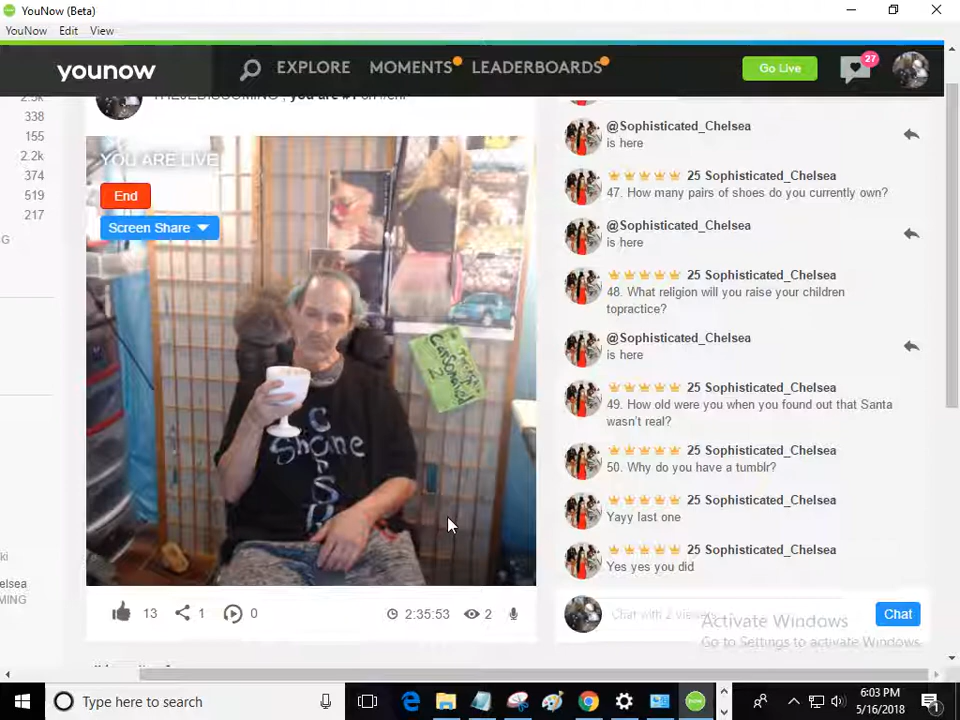 YouNow (Beta)
YouNow Edit View
younow EXPLORE MOMENTS LEADERBOARDS Go Live 27
338
155
2.2k
374
519
217
YOU ARE LIVE
End
Screen Share
Shane
13 1 0 2:35:53 2
@Sophisticated_Chelsea
is here
25 Sophisticated_Chelsea
47. How many pairs of shoes do you currently own?
@Sophisticated_Chelsea
is here
25 Sophisticated_Chelsea
48. What religion will you raise your children
topractice?
@Sophisticated_Chelsea
is here
25 Sophisticated_Chelsea
49. How old were you when you found out that Santa
wasn't real?
25 Sophisticated_Chelsea
50. Why do you have a tumblr?
25 Sophisticated_Chelsea
Yayy last one
25 Sophisticated_Chelsea
Yes yes you did
Chat with 2 viewers
Chat
Activate Windows
Go to Settings to activate Windows.
Type here to search
6:03 PM
5/16/2018
1